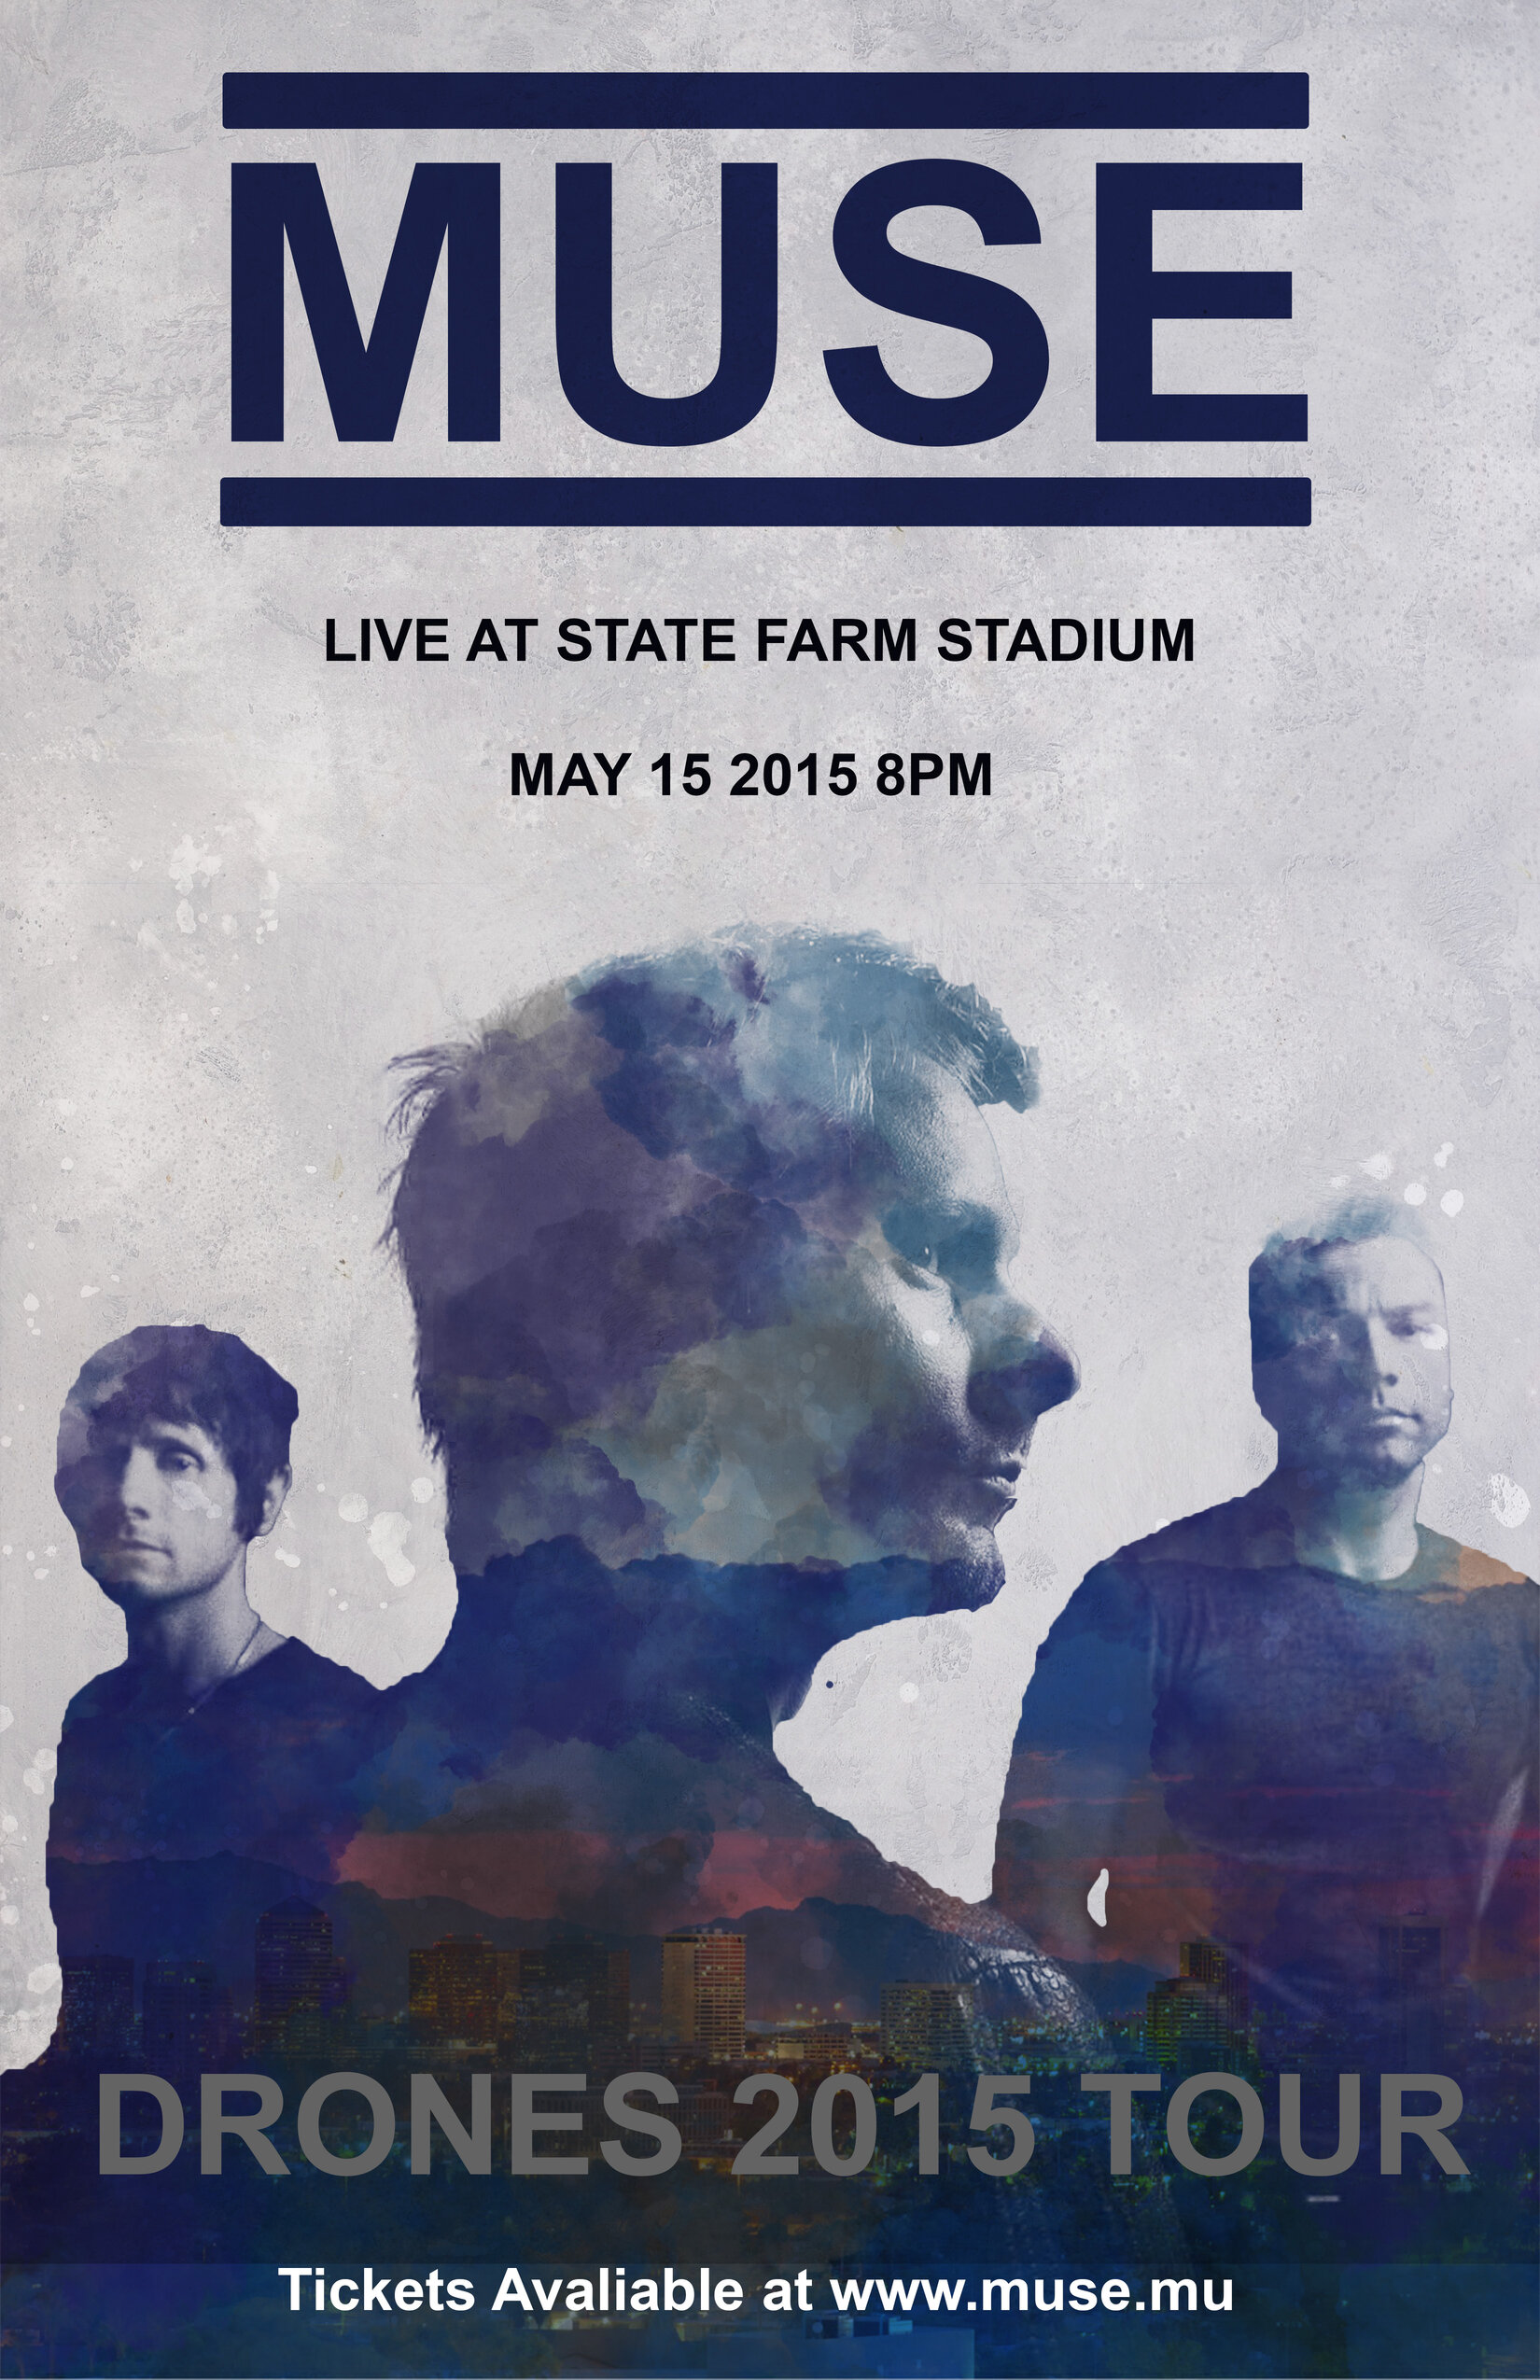 MUSE
LIVE AT STATE FARM STADIUM
MAY 15 2015 8PM
DRONES 2015 TOUR
Tickets Avaliable at www.muse.mu